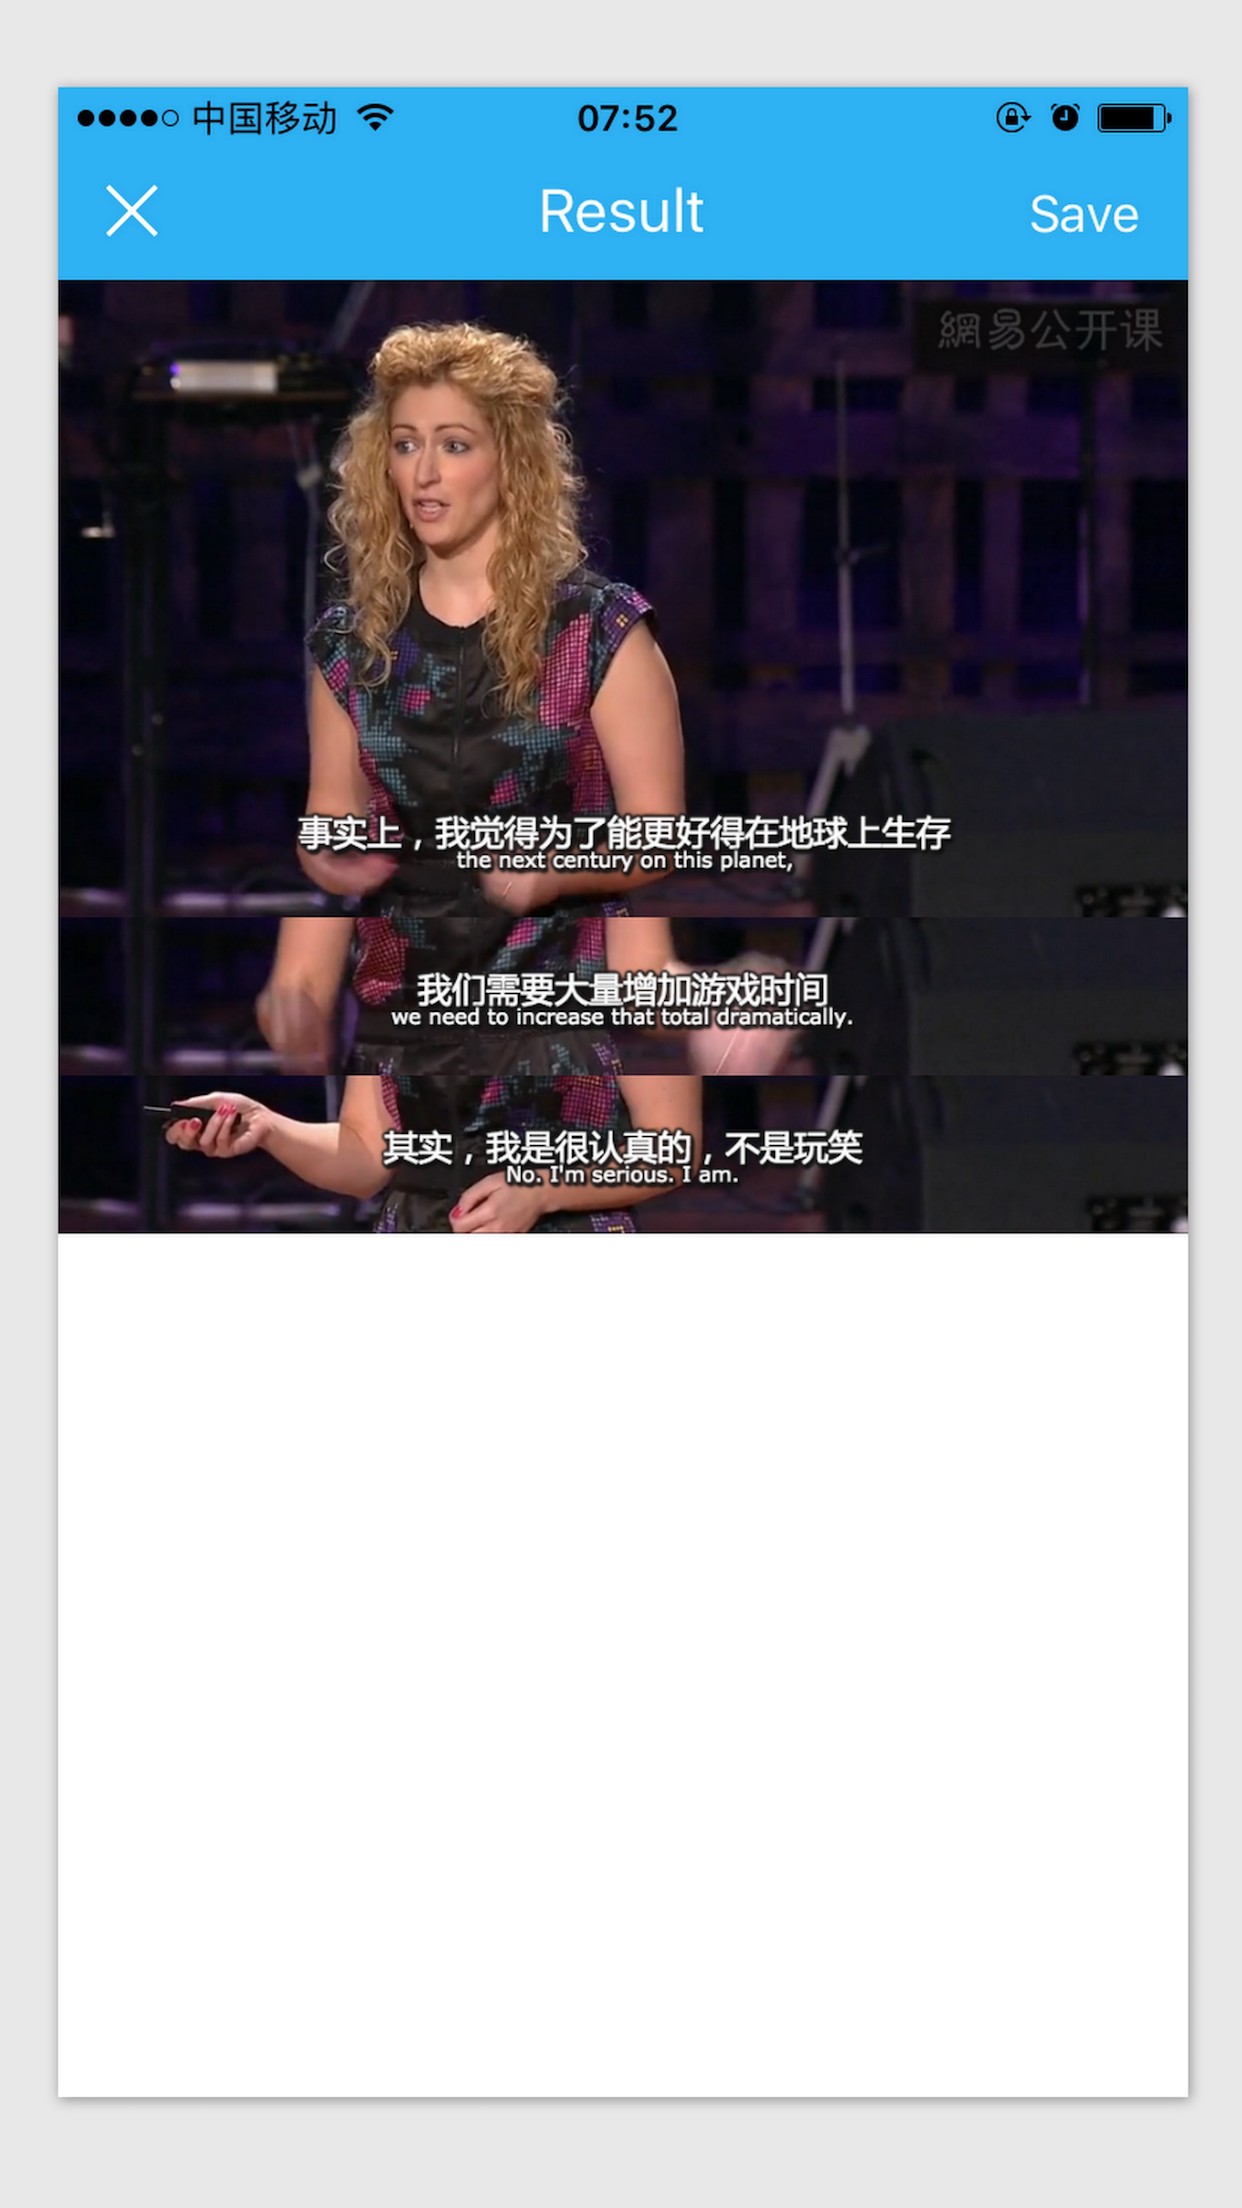 中国移动 07:52
Result Save
網易公开课
事实上，我觉得为了能更好得在地球上生存
the next century on this planet,
我们需要大量增加游戏时间
we need to increase that total dramatically.
其实，我是很认真的，不是玩笑
No. I'm serious. I am.